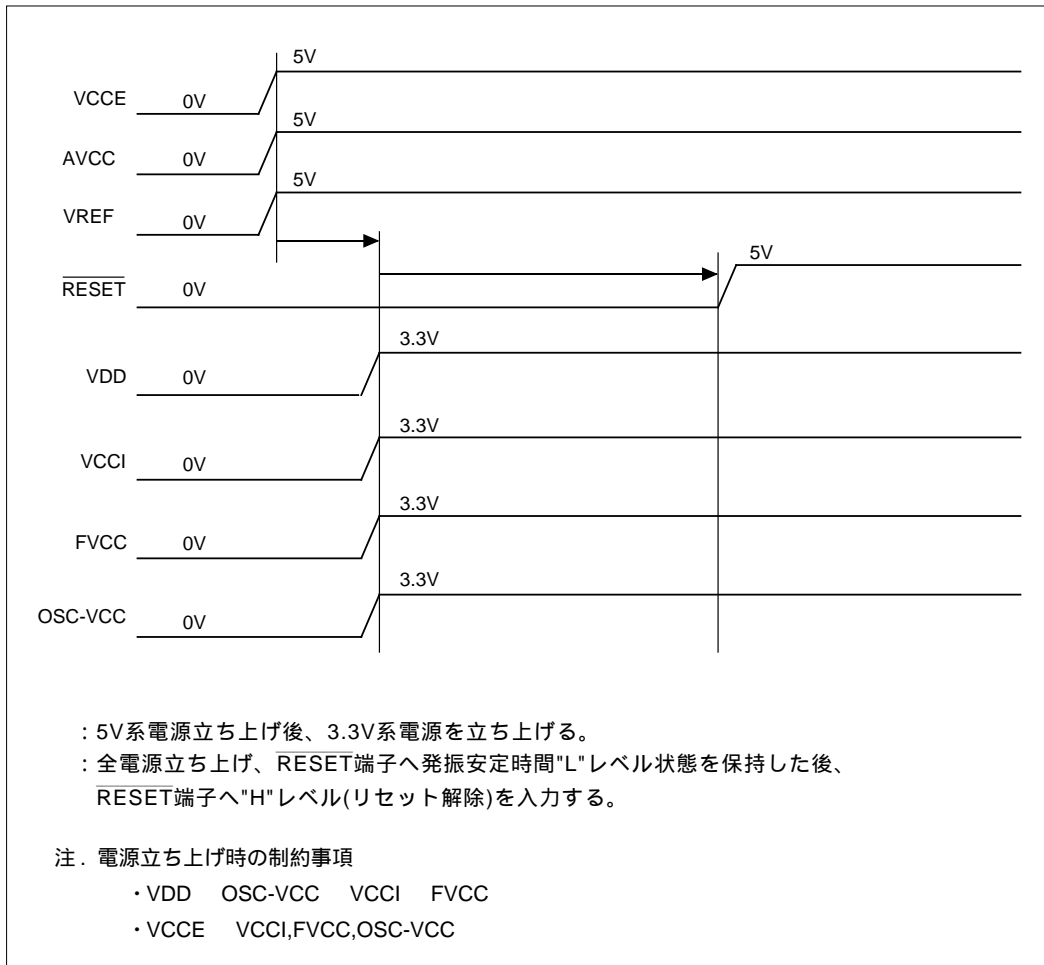 5V
VCCE 0V
5V
AVCC 0V
5V
VREF 0V
5V
RESET 0V
3.3V
VDD 0V
3.3V
VCCI 0V
3.3V
FVCC 0V
3.3V
OSC-VCC 0V
：5V系電源立ち上げ後、3.3V系電源を立ち上げる。
：全電源立ち上げ、RESET端子へ発振安定時間"L"レベル状態を保持した後、
RESET端子へ"H"レベル(リセット解除)を入力する。
注．電源立ち上げ時の制約事項
・VDD OSC-VCC VCCI FVCC
・VCCE VCCI,FVCC,OSC-VCC